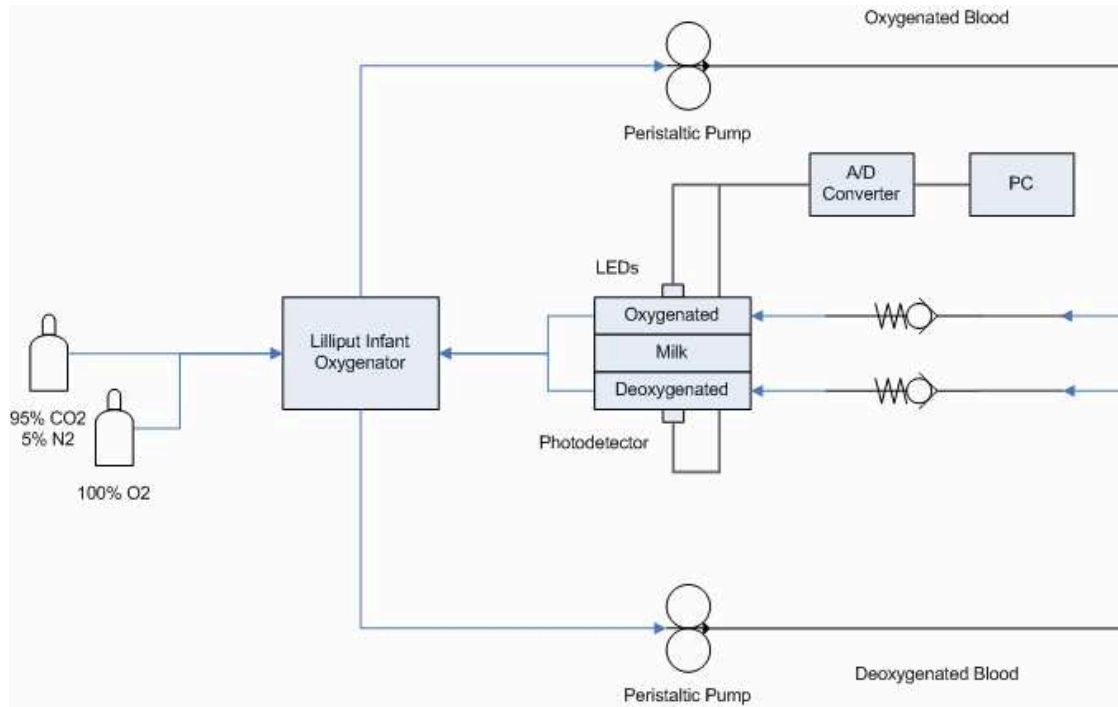 Oxygenated Blood
Peristaltic Pump
A/D
Converter
PC
LEDs
Oxygenated
Milk
Deoxygenated
Lilliput Infant
Oxygenator
95% CO2
5% N2
100% O2
Photodetector
Deoxygenated Blood
Peristaltic Pump